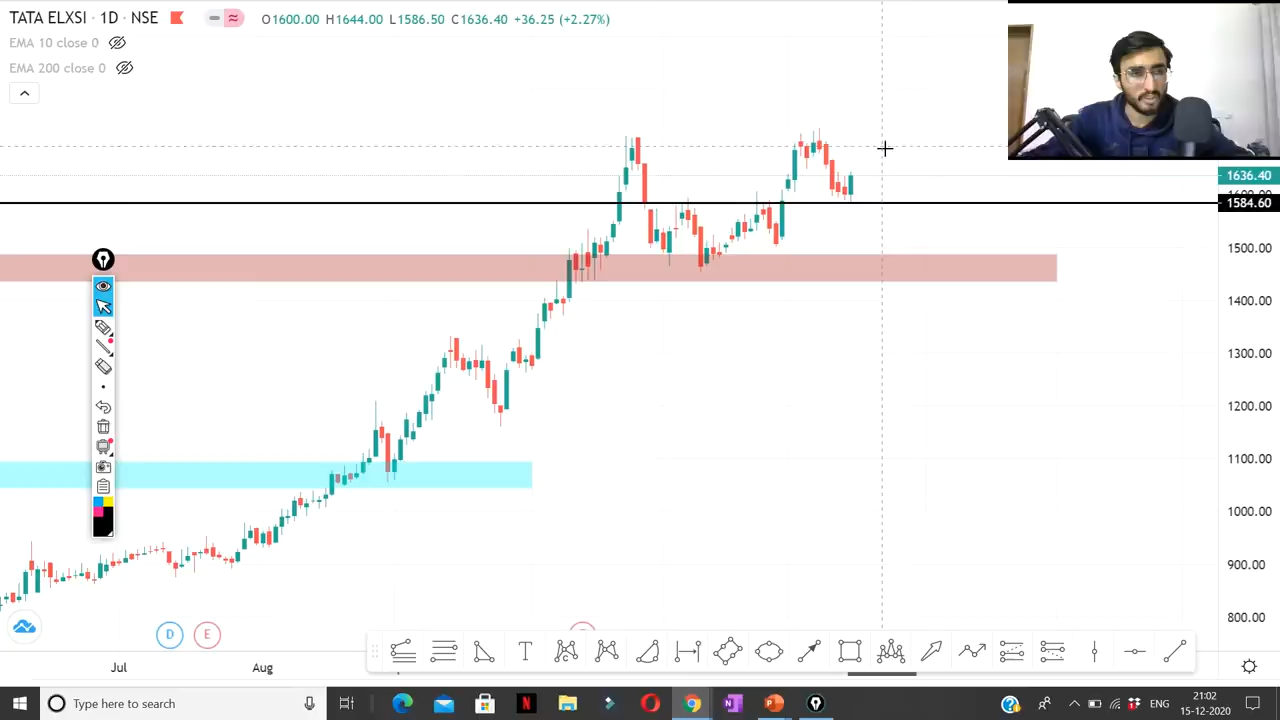 TATA ELXSI · 1D · NSE
O1600.00 H1644.00 L1586.50 C1636.40 +36.25 (+2.27%)
EMA 10 close 0
EMA 200 close 0
1636.40
1584.60
1500.00
1400.00
1300.00
1200.00
1100.00
1000.00
900.00
800.00
D
E
T
Jul
Aug
Type here to search
ENG
21:02
15-12-2020